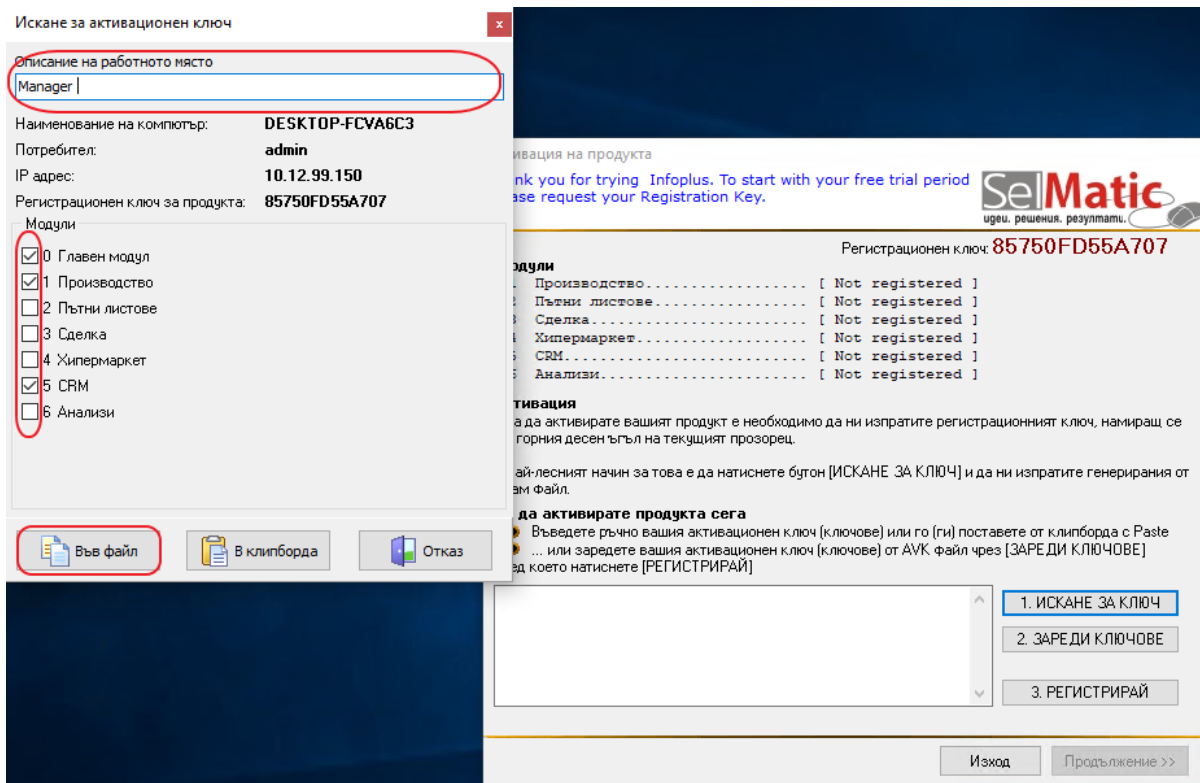 Искане за активационен ключ
x
Описание на работното място
Manager
Наименование на компютър: DESKTOP-FCVA6C3
Потребител: admin
IP адрес: 10.12.99.150
Регистрационен ключ за продукта: 85750FD55A707
Модули
0 Главен модул
1 Производство
2 Пътни листове
3 Сделка
4 Хипермаркет
5 CRM
6 Анализи
Във файл
В клипборда
Отказ
ивация на продукта
nk you for trying Infoplus. To start with your free trial period
ase request your Registration Key.
SelMatic
идеи. решения. резултати.
Регистрационен ключ: 85750FD55A707
одули
Производство.................. [ Not registered ]
Пътни листове................. [ Not registered ]
Сделка........................ [ Not registered ]
Хипермаркет................... [ Not registered ]
CRM........................... [ Not registered ]
Анализи....................... [ Not registered ]
тивация
а да активирате вашият продукт е необходимо да ни изпратите регистрационният ключ, намиращ се
горния десен ъгъл на текущият прозорец.
ай-лесният начин за това е да натиснете бутон [ИСКАНЕ ЗА КЛЮЧ] и да ни изпратите генерирания от
ам файл.
да активирате продукта сега
Въведете ръчно вашия активационен ключ (ключове) или го (ги) поставете от клипборда с Paste
... или заредете вашия активационен ключ (ключове) от AVK файл чрез [ЗАРЕДИ КЛЮЧОВЕ]
ед което натиснете [РЕГИСТРИРАЙ]
1. ИСКАНЕ ЗА КЛЮЧ
2. ЗАРЕДИ КЛЮЧОВЕ
3. РЕГИСТРИРАЙ
Изход
Продължение >>